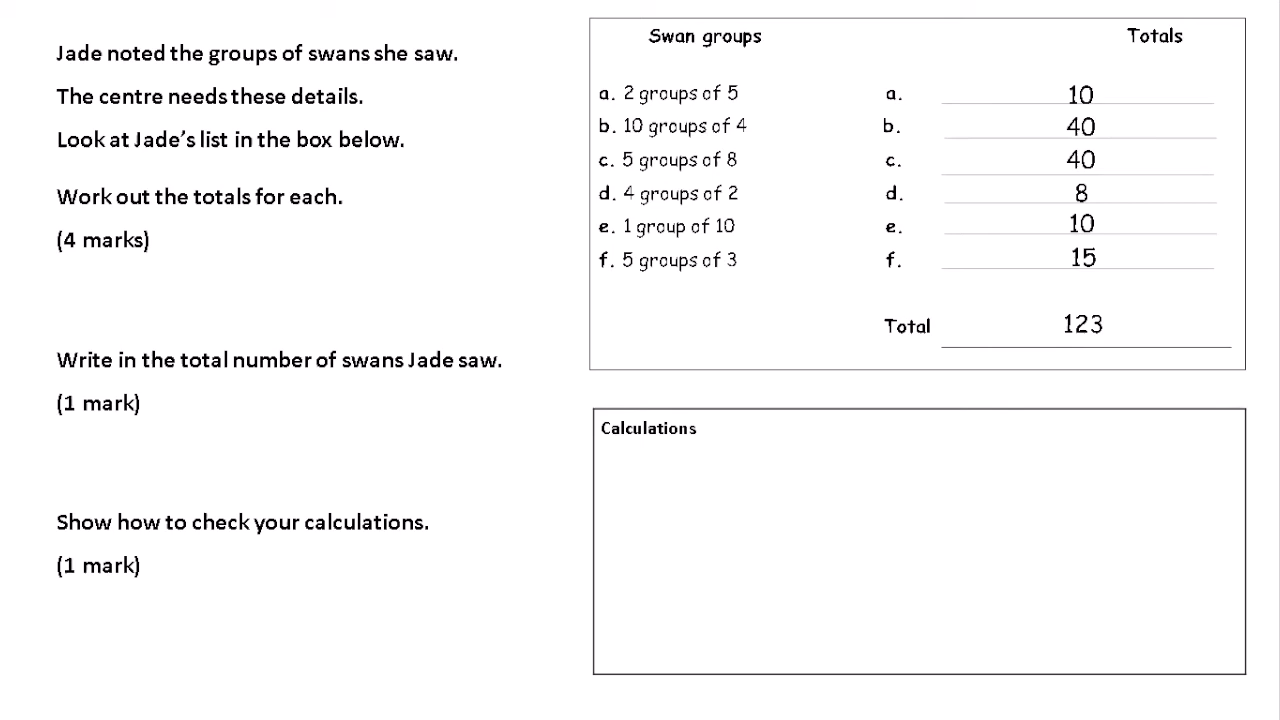 Jade noted the groups of swans she saw.
The centre needs these details.
Look at Jade's list in the box below.
Work out the totals for each.
(4 marks)
Write in the total number of swans Jade saw.
(1 mark)
Show how to check your calculations.
(1 mark)
Swan groups Totals
a. 2 groups of 5 a. 10
b. 10 groups of 4 b. 40
c. 5 groups of 8 c. 40
d. 4 groups of 2 d. 8
e. 1 group of 10 e. 10
f. 5 groups of 3 f. 15
Total 123
Calculations